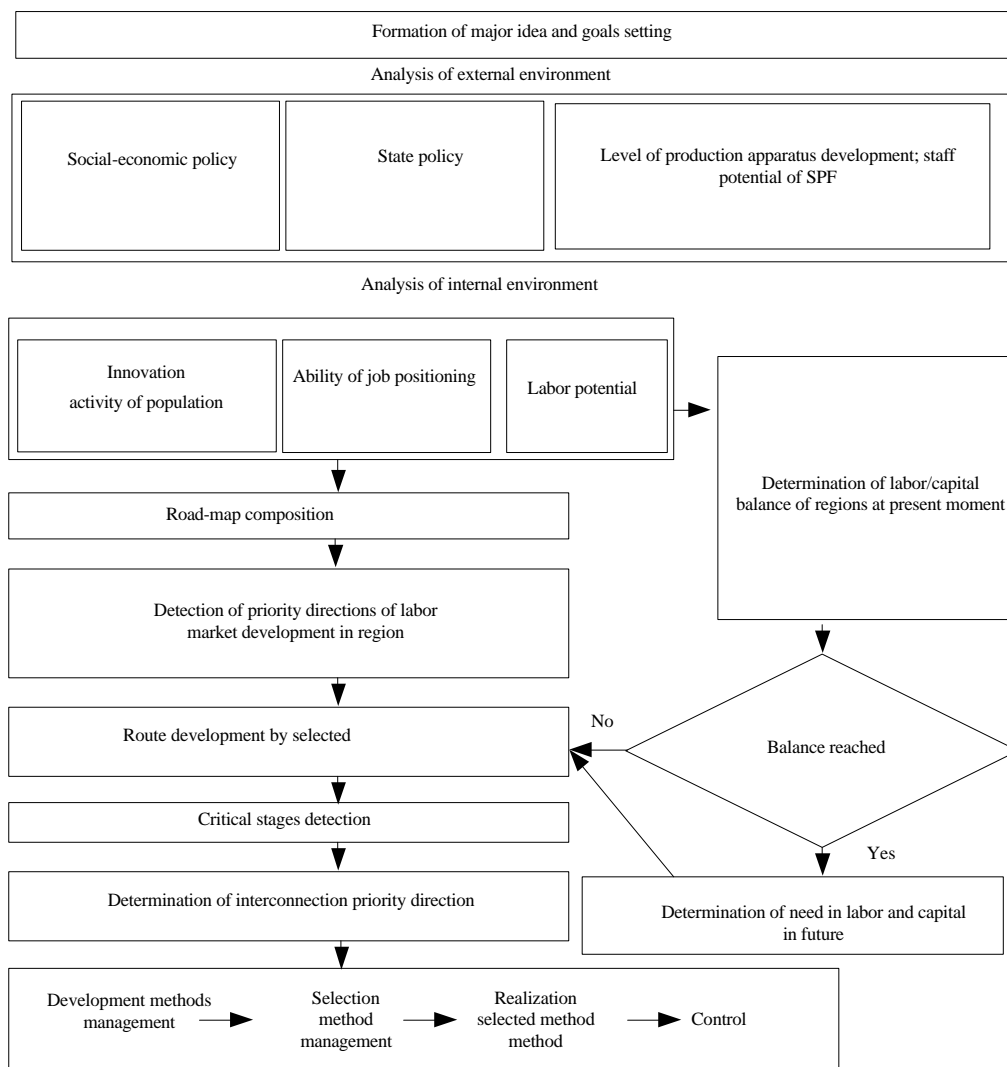 Formation of major idea and goals setting
Analysis of external environment
Social-economic policy
State policy
Level of production apparatus development; staff
potential of SPF
Analysis of internal environment
Innovation
activity of population
Ability of job positioning
Labor potential
Determination of labor/capital
balance of regions at present moment
Road-map composition
Detection of priority directions of labor
market development in region
Route development by selected
No
Balance reached
Critical stages detection
Yes
Determination of interconnection priority direction
Determination of need in labor and capital
in future
Development methods
management
Selection
method
management
Realization
selected method
method
Control